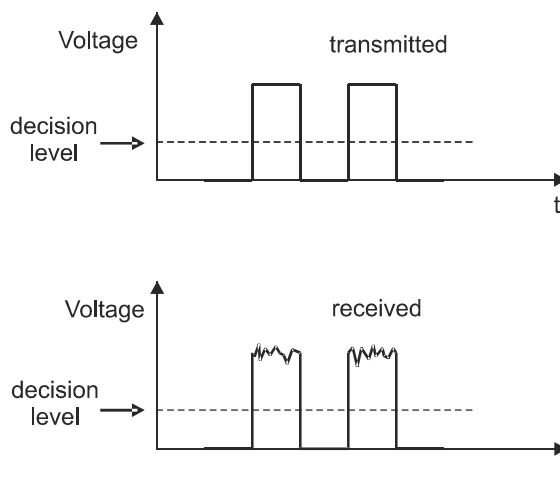 Voltage
transmitted
decision
level
t
Voltage
received
decision
level